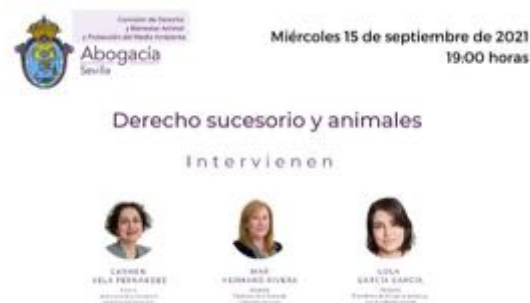 Comisión de Derecho
y Bienestar Animal
y Protección del Medio Ambiente
Abogacía
Sevilla
Miércoles 15 de septiembre de 2021
19:00 horas
Derecho sucesorio y animales
Intervienen
CARMEN
VELA FERNÁNDEZ
MAR
HERMANO RIVERA
LOLA
GARCÍA GARCÍA